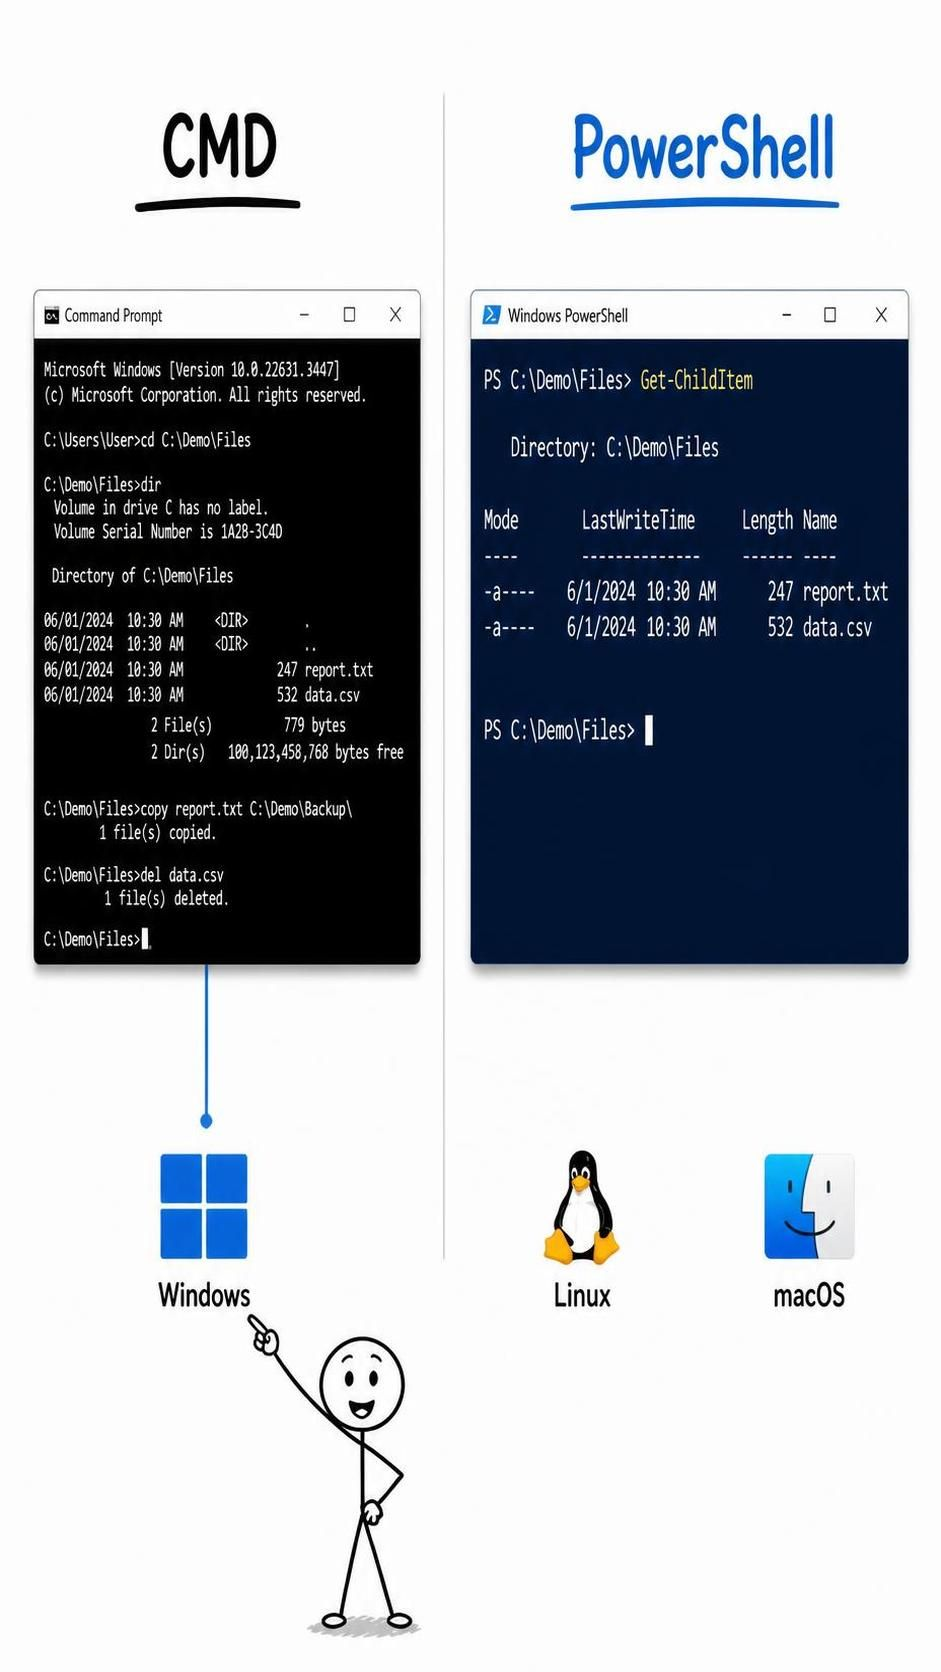 CMD
PowerShell
Command Prompt
Microsoft Windows [Version 10.0.22631.3447]
(c) Microsoft Corporation. All rights reserved.
C:\Users\User>cd C:\Demo\Files
C:\Demo\Files>dir
Volume in drive C has no label.
Volume Serial Number is 1A28-3C4D
Directory of C:\Demo\Files
06/01/2024 10:30 AM <DIR> .
06/01/2024 10:30 AM <DIR> ..
06/01/2024 10:30 AM 247 report.txt
06/01/2024 10:30 AM 532 data.csv
2 File(s) 779 bytes
2 Dir(s) 100,123,458,768 bytes free
C:\Demo\Files>copy report.txt C:\Demo\Backup\
1 file(s) copied.
C:\Demo\Files>del data.csv
1 file(s) deleted.
C:\Demo\Files>
Windows PowerShell
PS C:\Demo\Files> Get-ChildItem
Directory: C:\Demo\Files
Mode LastWriteTime Length Name
---- -------------- ------ ----
-a---- 6/1/2024 10:30 AM 247 report.txt
-a---- 6/1/2024 10:30 AM 532 data.csv
PS C:\Demo\Files>
Windows
Linux
macOS